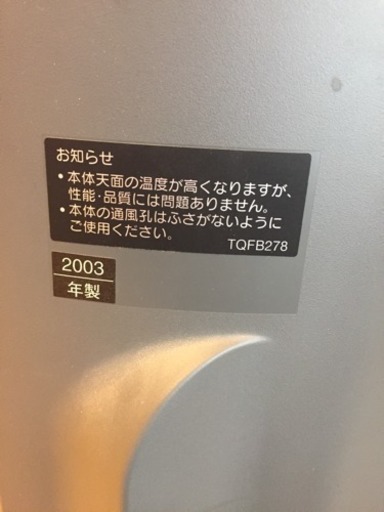 お知らせ
・本体天面の温度が高くなりますが、
性能・品質には問題ありません。
・本体の通風孔はふさがないように
ご使用ください。
TQFB278
2003
年製